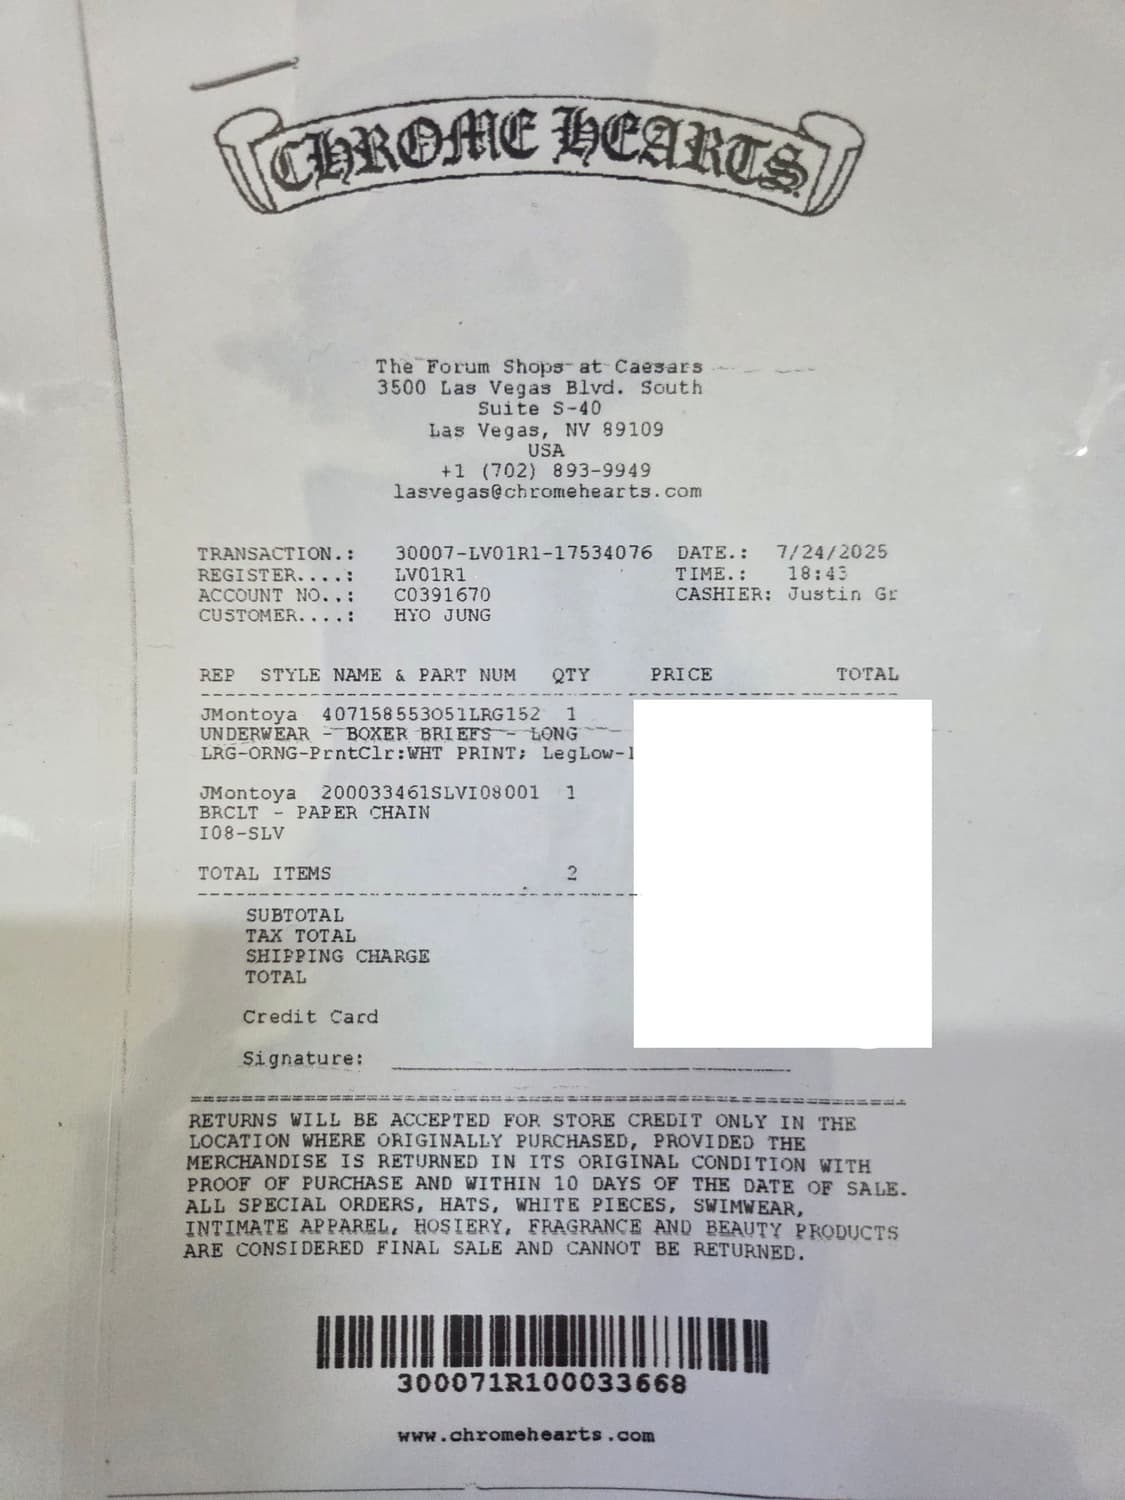 CHROME HEARTS
The Forum Shops at Caesars
3500 Las Vegas Blvd. South
Suite S-40
Las Vegas, NV 89109
USA
+1 (702) 893-9949
lasvegas@chromehearts.com
TRANSACTION.: 30007-LV01R1-17534076 DATE.: 7/24/2025
REGISTER....: LV01R1 TIME.: 18:43
ACCOUNT NO..: C0391670 CASHIER: Justin Gr
CUSTOMER....: HYO JUNG
REP STYLE NAME & PART NUM QTY PRICE TOTAL
JMontoya 407158553O51LRG152 1
UNDERWEAR - BOXER BRIEFS - LONG
LRG-ORNG-PrntClr:WHT PRINT; LegLow-
JMontoya 200033461SLVI08001 1
BRCLT - PAPER CHAIN
I08-SLV
TOTAL ITEMS 2
SUBTOTAL
TAX TOTAL
SHIPPING CHARGE
TOTAL
Credit Card
Signature:
RETURNS WILL BE ACCEPTED FOR STORE CREDIT ONLY IN THE
LOCATION WHERE ORIGINALLY PURCHASED, PROVIDED THE
MERCHANDISE IS RETURNED IN ITS ORIGINAL CONDITION WITH
PROOF OF PURCHASE AND WITHIN 10 DAYS OF THE DATE OF SALE.
ALL SPECIAL ORDERS, HATS, WHITE PIECES, SWIMWEAR,
INTIMATE APPAREL, HOSIERY, FRAGRANCE AND BEAUTY PRODUCTS
ARE CONSIDERED FINAL SALE AND CANNOT BE RETURNED.
300071R100033668
www.chromehearts.com